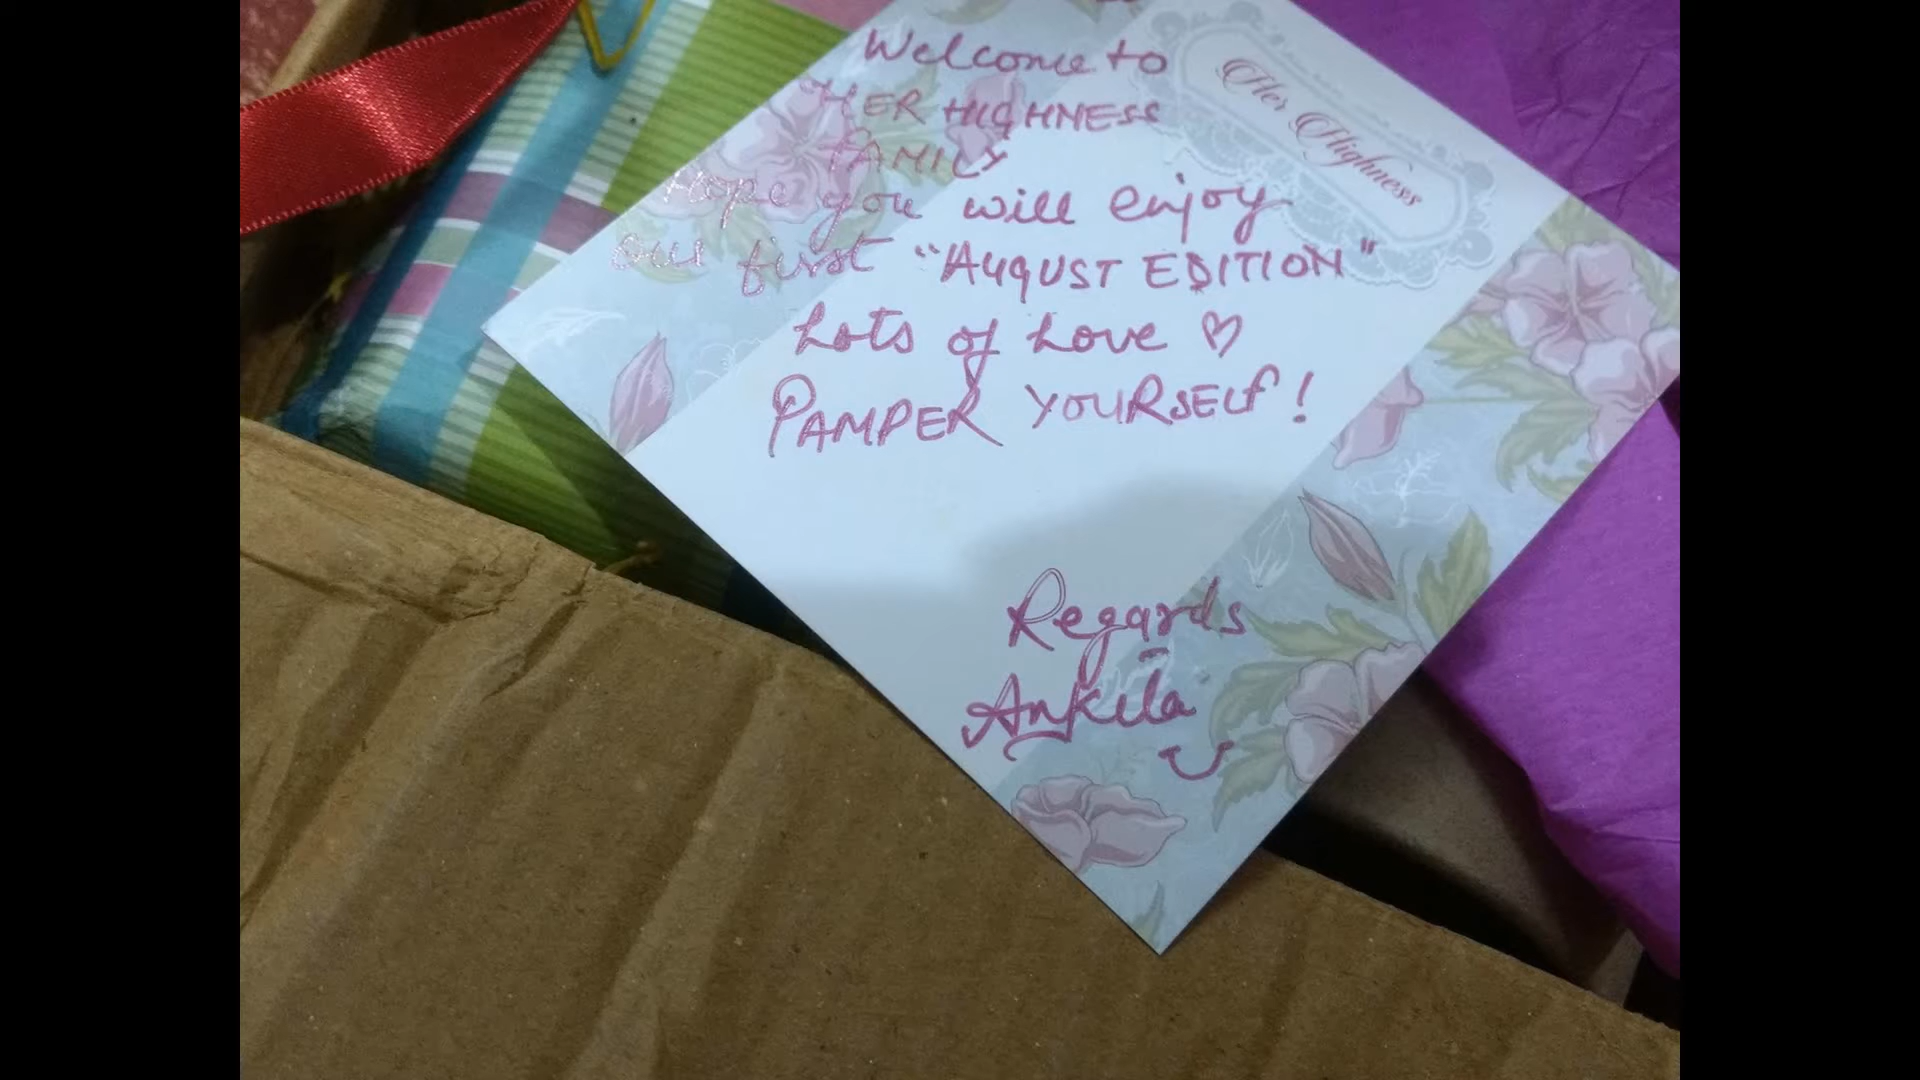 Her Highness
Welcome to
HER HIGHNESS
FAMILY
Hope you will enjoy
our first "AUGUST EDITION"
Lots of Love ♡
PAMPER YOURSELF!
Regards
Ankila